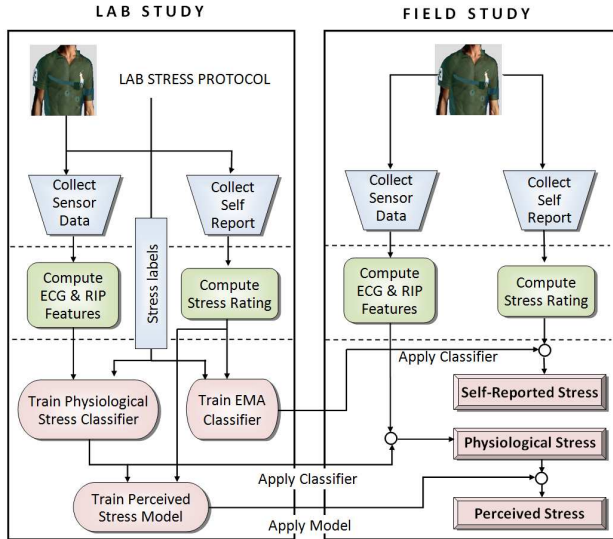 LAB STUDY
FIELD STUDY
LAB STRESS PROTOCOL
Collect
Sensor
Data
Collect
Self
Report
Collect
Sensor
Data
Collect
Self
Report
Compute
ECG & RIP
Features
Stress labels
Compute
Stress Rating
Compute
ECG & RIP
Features
Compute
Stress Rating
Apply Classifier
Train Physiological
Stress Classifier
Train EMA
Classifier
Self-Reported Stress
Physiological Stress
Apply Classifier
Train Perceived
Stress Model
Apply Model
Perceived Stress